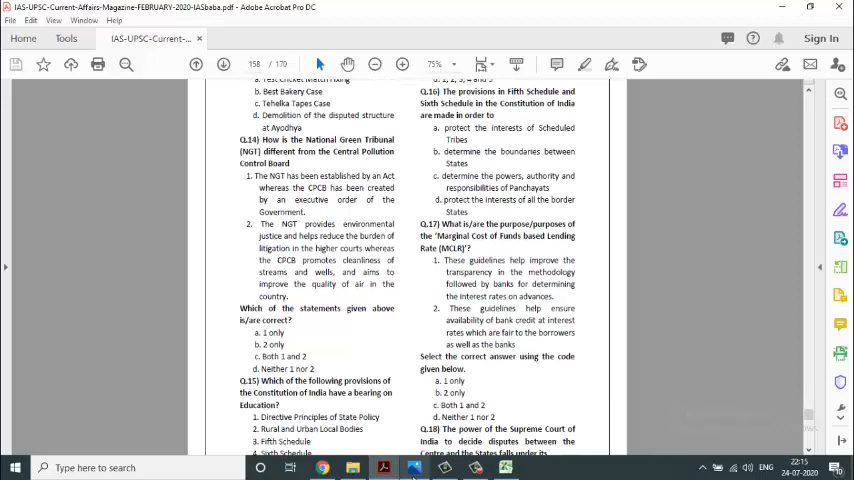 IAS-UPSC-Current-Affairs-Magazine-FEBRUARY-2020-IASbaba.pdf - Adobe Acrobat Pro DC
File Edit View Window Help
Home Tools IAS-UPSC-Current-... × Sign In
158 / 170 75%
a. Test Cricket Match Fixing
b. Best Bakery Case
c. Tehelka Tapes Case
d. Demolition of the disputed structure
at Ayodhya
Q.14) How is the National Green Tribunal
(NGT) different from the Central Pollution
Control Board
1. The NGT has been established by an Act
whereas the CPCB has been created
by an executive order of the
Government.
2. The NGT provides environmental
justice and helps reduce the burden of
litigation in the higher courts whereas
the CPCB promotes cleanliness of
streams and wells, and aims to
improve the quality of air in the
country.
Which of the statements given above
is/are correct?
a. 1 only
b. 2 only
c. Both 1 and 2
d. Neither 1 nor 2
Q.15) Which of the following provisions of
the Constitution of India have a bearing on
Education?
1. Directive Principles of State Policy
2. Rural and Urban Local Bodies
3. Fifth Schedule
4. Sixth Schedule
d. 1, 2, 3, 4 and 5
Q.16) The provisions in Fifth Schedule and
Sixth Schedule in the Constitution of India
are made in order to
a. protect the interests of Scheduled
Tribes
b. determine the boundaries between
States
c. determine the powers, authority and
responsibilities of Panchayats
d. protect the interests of all the border
States
Q.17) What is/are the purpose/purposes of
the ‘Marginal Cost of Funds based Lending
Rate (MCLR)’?
1. These guidelines help improve the
transparency in the methodology
followed by banks for determining
the interest rates on advances.
2. These guidelines help ensure
availability of bank credit at interest
rates which are fair to the borrowers
as well as the banks
Select the correct answer using the code
given below.
a. 1 only
b. 2 only
c. Both 1 and 2
d. Neither 1 nor 2
Q.18) The power of the Supreme Court of
India to decide disputes between the
Centre and the States falls under its
Type here to search
ENG
22:15
24-07-2020
10